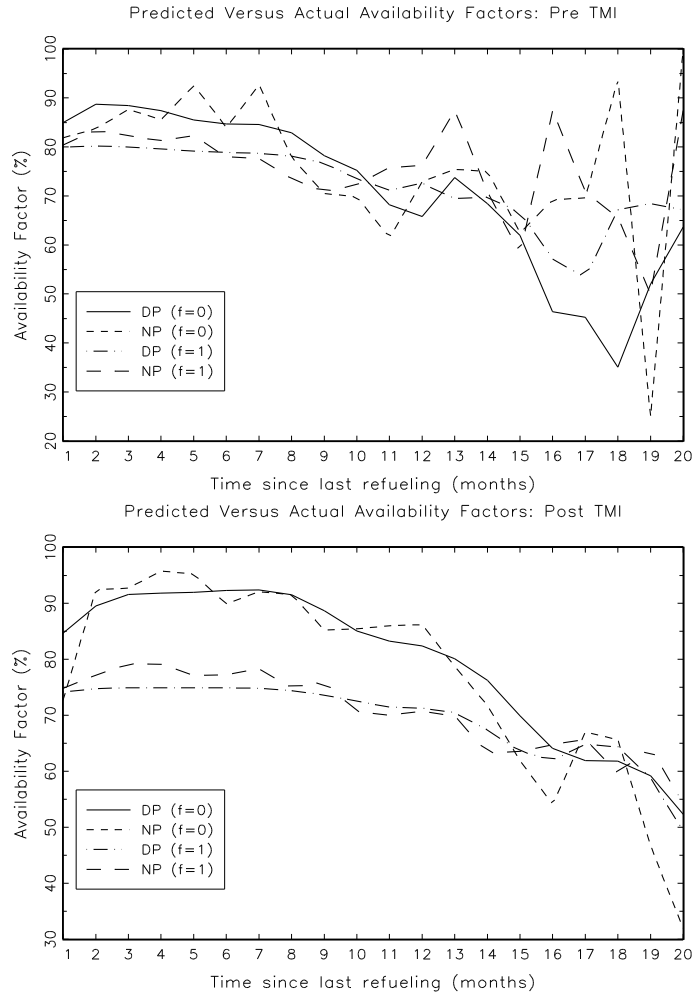 Predicted Versus Actual Availability Factors: Pre TMI
Availability Factor (%)
100
90
80
70
60
50
40
30
20
DP (f=0)
NP (f=0)
DP (f=1)
NP (f=1)
1 2 3 4 5 6 7 8 9 10 11 12 13 14 15 16 17 18 19 20
Time since last refueling (months)
Predicted Versus Actual Availability Factors: Post TMI
Availability Factor (%)
100
90
80
70
60
50
40
30
DP (f=0)
NP (f=0)
DP (f=1)
NP (f=1)
1 2 3 4 5 6 7 8 9 10 11 12 13 14 15 16 17 18 19 20
Time since last refueling (months)